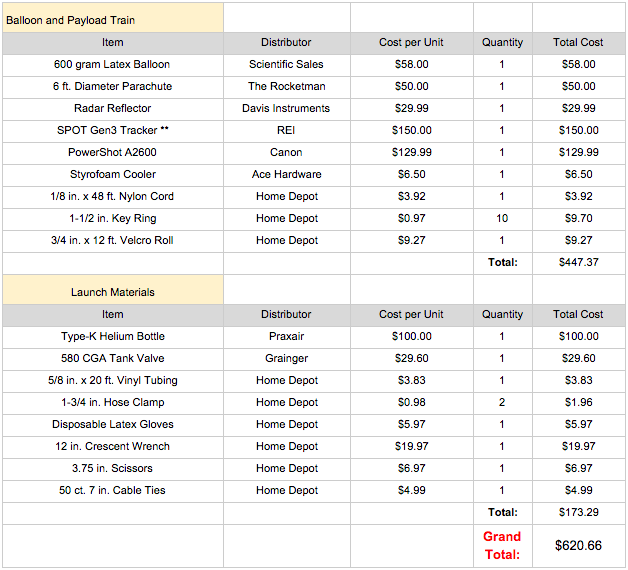 Balloon and Payload Train
Item Distributor Cost per Unit Quantity Total Cost
600 gram Latex Balloon Scientific Sales $58.00 1 $58.00
6 ft. Diameter Parachute The Rocketman $50.00 1 $50.00
Radar Reflector Davis Instruments $29.99 1 $29.99
SPOT Gen3 Tracker ** REI $150.00 1 $150.00
PowerShot A2600 Canon $129.99 1 $129.99
Styrofoam Cooler Ace Hardware $6.50 1 $6.50
1/8 in. x 48 ft. Nylon Cord Home Depot $3.92 1 $3.92
1-1/2 in. Key Ring Home Depot $0.97 10 $9.70
3/4 in. x 12 ft. Velcro Roll Home Depot $9.27 1 $9.27
Total: $447.37
Launch Materials
Item Distributor Cost per Unit Quantity Total Cost
Type-K Helium Bottle Praxair $100.00 1 $100.00
580 CGA Tank Valve Grainger $29.60 1 $29.60
5/8 in. x 20 ft. Vinyl Tubing Home Depot $3.83 1 $3.83
1-3/4 in. Hose Clamp Home Depot $0.98 2 $1.96
Disposable Latex Gloves Home Depot $5.97 1 $5.97
12 in. Crescent Wrench Home Depot $19.97 1 $19.97
3.75 in. Scissors Home Depot $6.97 1 $6.97
50 ct. 7 in. Cable Ties Home Depot $4.99 1 $4.99
Total: $173.29
Grand
Total: $620.66